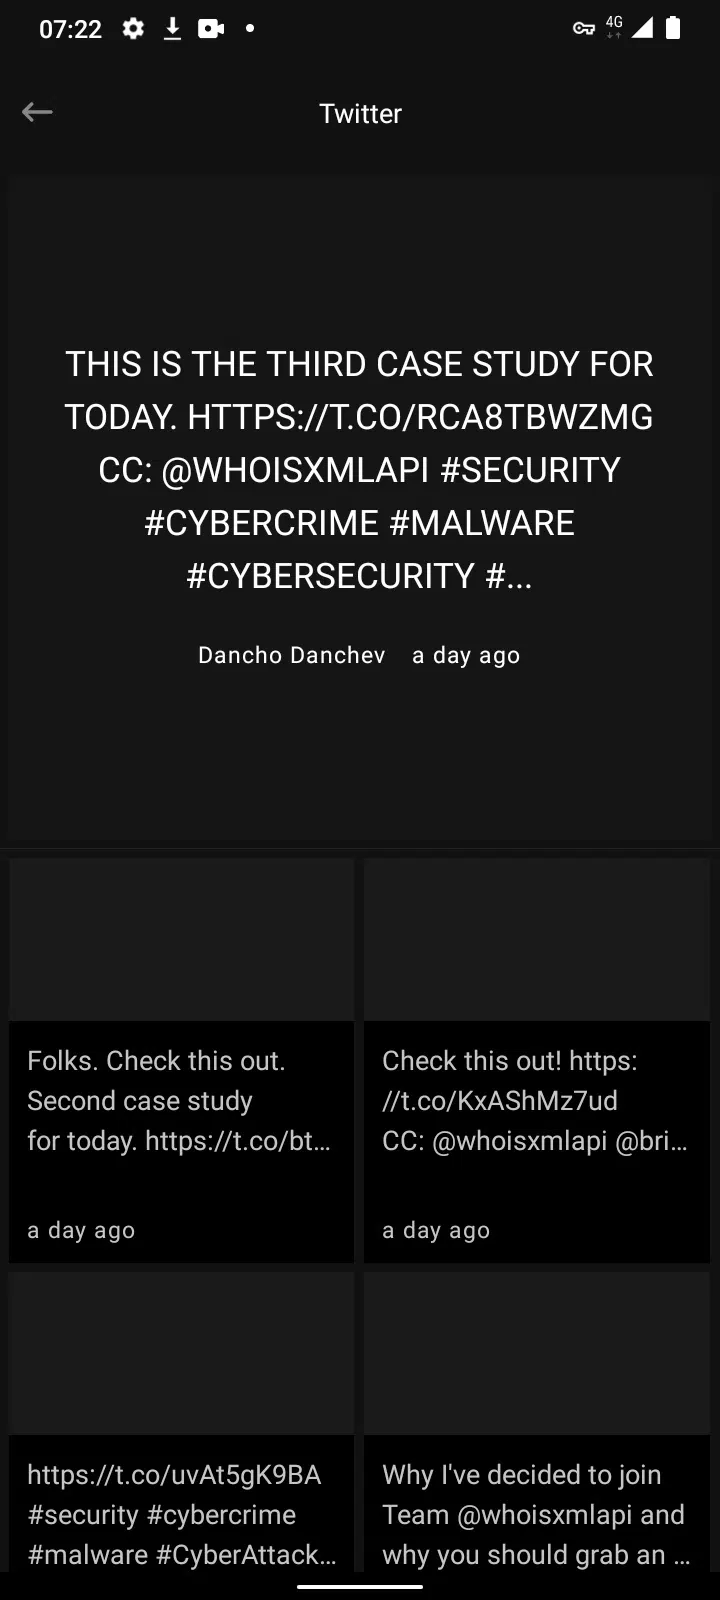 07:22
4G
Twitter
THIS IS THE THIRD CASE STUDY FOR
TODAY. HTTPS://T.CO/RCA8TBWZMG
CC: @WHOISXMLAPI #SECURITY
#CYBERCRIME #MALWARE
#CYBERSECURITY #...
Dancho Danchev a day ago
Folks. Check this out.
Second case study
for today. https://t.co/bt...
a day ago
Check this out! https:
//t.co/KxAShMz7ud
CC: @whoisxmlapi @bri...
a day ago
https://t.co/uvAt5gK9BA
#security #cybercrime
#malware #CyberAttack...
Why I've decided to join
Team @whoisxmlapi and
why you should grab an ...